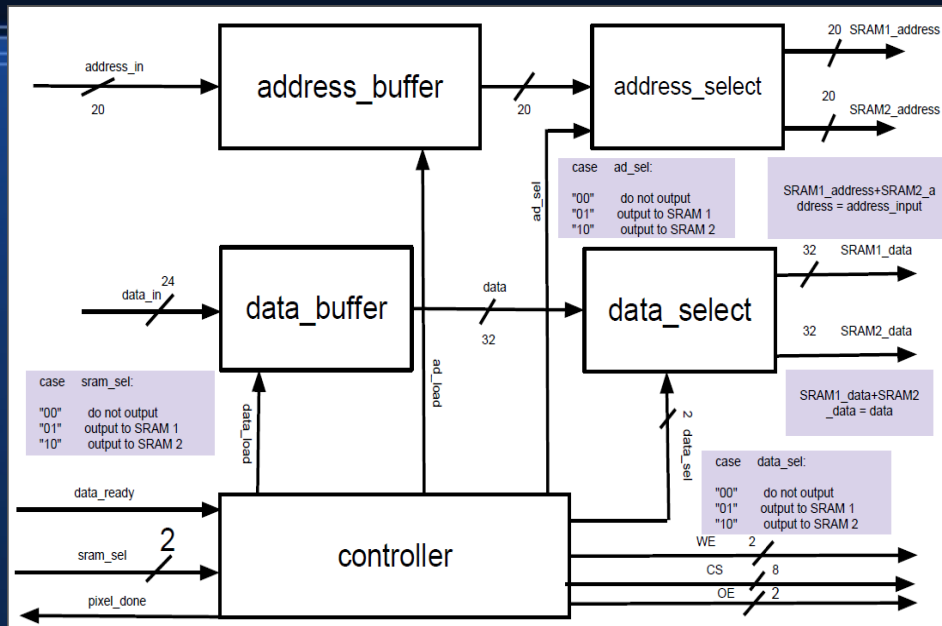 address_in
20
address_buffer
20
address_select
20 SRAM1_address
20
SRAM2_address
case ad_sel:
"00" do not output
"01" output to SRAM 1
"10" output to SRAM 2
SRAM1_address+SRAM2_a
ddress = address_input
ad_sel
24
data_in
data_buffer
data
32
data_select
32 SRAM1_data
32 SRAM2_data
case sram_sel:
"00" do not output
"01" output to SRAM 1
"10" output to SRAM 2
data_load
ad_load
2 data_sel
SRAM1_data+SRAM2
_data = data
case data_sel:
"00" do not output
"01" output to SRAM 1
"10" output to SRAM 2
data_ready
sram_sel
2
pixel_done
controller
WE 2
CS 8
OE 2